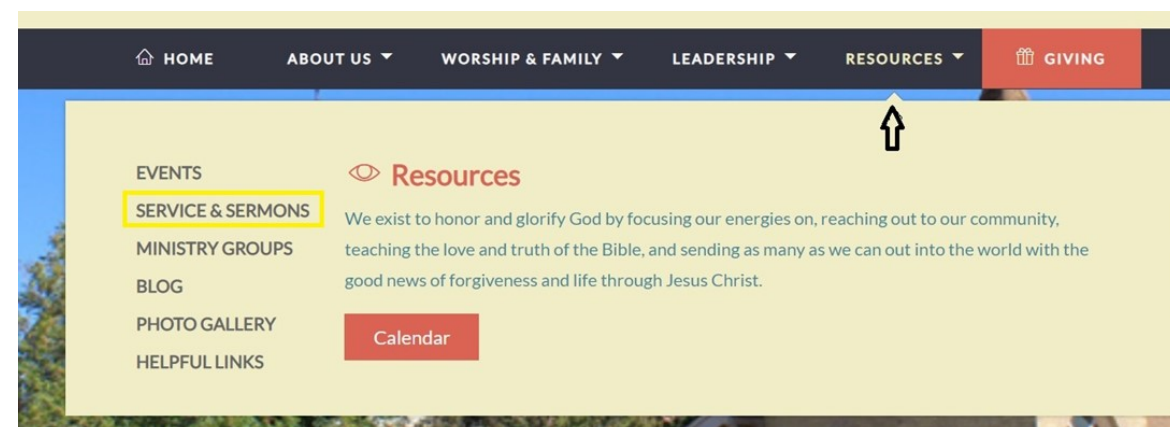 HOME ABOUT US WORSHIP & FAMILY LEADERSHIP RESOURCES GIVING
EVENTS
SERVICE & SERMONS
MINISTRY GROUPS
BLOG
PHOTO GALLERY
HELPFUL LINKS
Resources
We exist to honor and glorify God by focusing our energies on, reaching out to our community,
teaching the love and truth of the Bible, and sending as many as we can out into the world with the
good news of forgiveness and life through Jesus Christ.
Calendar